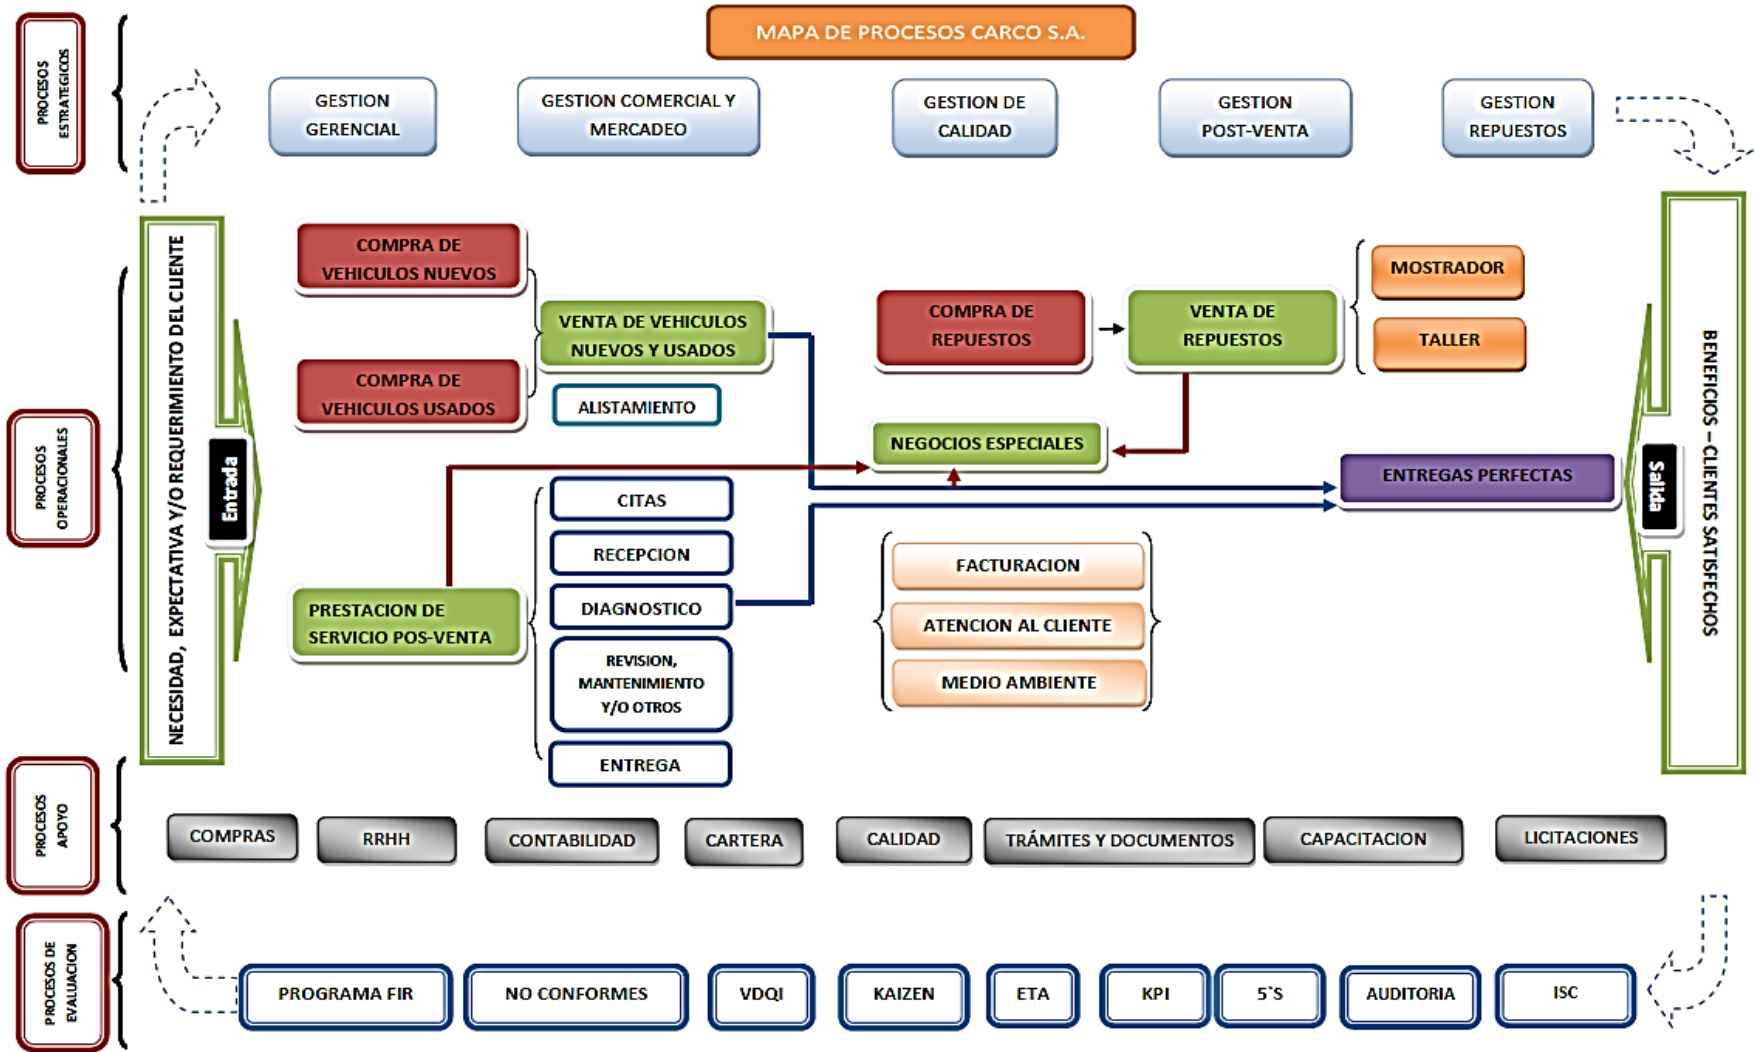 MAPA DE PROCESOS CARCO S.A.
PROCESOS
ESTRATEGICOS
GESTION
GERENCIAL
GESTION COMERCIAL Y
MERCADEO
GESTION DE
CALIDAD
GESTION
POST-VENTA
GESTION
REPUESTOS
PROCESOS
OPERACIONALES
NECESIDAD, EXPECTATIVA Y/O REQUERIMIENTO DEL CLIENTE
Entrada
COMPRA DE
VEHICULOS NUEVOS
COMPRA DE
VEHICULOS USADOS
VENTA DE VEHICULOS
NUEVOS Y USADOS
ALISTAMIENTO
COMPRA DE
REPUESTOS
VENTA DE
REPUESTOS
MOSTRADOR
TALLER
NEGOCIOS ESPECIALES
ENTREGAS PERFECTAS
PRESTACION DE
SERVICIO POS-VENTA
CITAS
RECEPCION
DIAGNOSTICO
REVISION,
MANTENIMIENTO
Y/O OTROS
ENTREGA
FACTURACION
ATENCION AL CLIENTE
MEDIO AMBIENTE
Salida
BENEFICIOS – CLIENTES SATISFECHOS
PROCESOS
APOYO
COMPRAS
RRHH
CONTABILIDAD
CARTERA
CALIDAD
TRÁMITES Y DOCUMENTOS
CAPACITACION
LICITACIONES
PROCESOS DE
EVALUACION
PROGRAMA FIR
NO CONFORMES
VDQI
KAIZEN
ETA
KPI
5`S
AUDITORIA
ISC